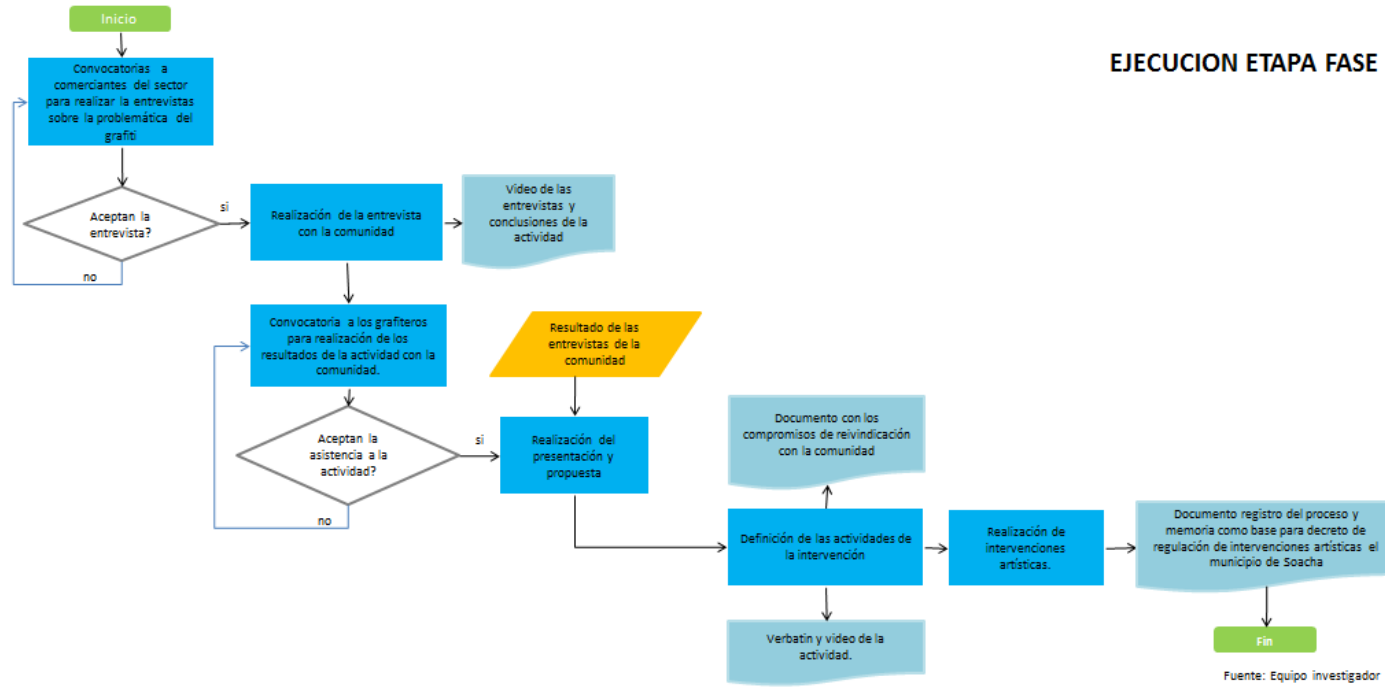 Inicio
EJECUCION ETAPA FASE
Convocatorias a
comerciantes del sector
para realizar la entrevistas
sobre la problemática del
grafiti
Aceptan la
entrevista?
si
no
Realización de la entrevista
con la comunidad
Video de las
entrevistas y
conclusiones de la
actividad
Convocatoria a los grafiteros
para realización de los
resultados de la actividad con la
comunidad.
Resultado de las
entrevistas de la
comunidad
Aceptan la
asistencia a la
actividad?
si
no
Realización del
presentación y
propuesta
Documento con los
compromisos de reivindicación
con la comunidad
Definición de las actividades de
la intervención
Realización de
intervenciones
artísticas.
Documento registro del proceso y
memoria como base para decreto de
regulación de intervenciones artísticas el
municipio de Soacha
Verbatin y video de la
actividad.
Fin
Fuente: Equipo investigador